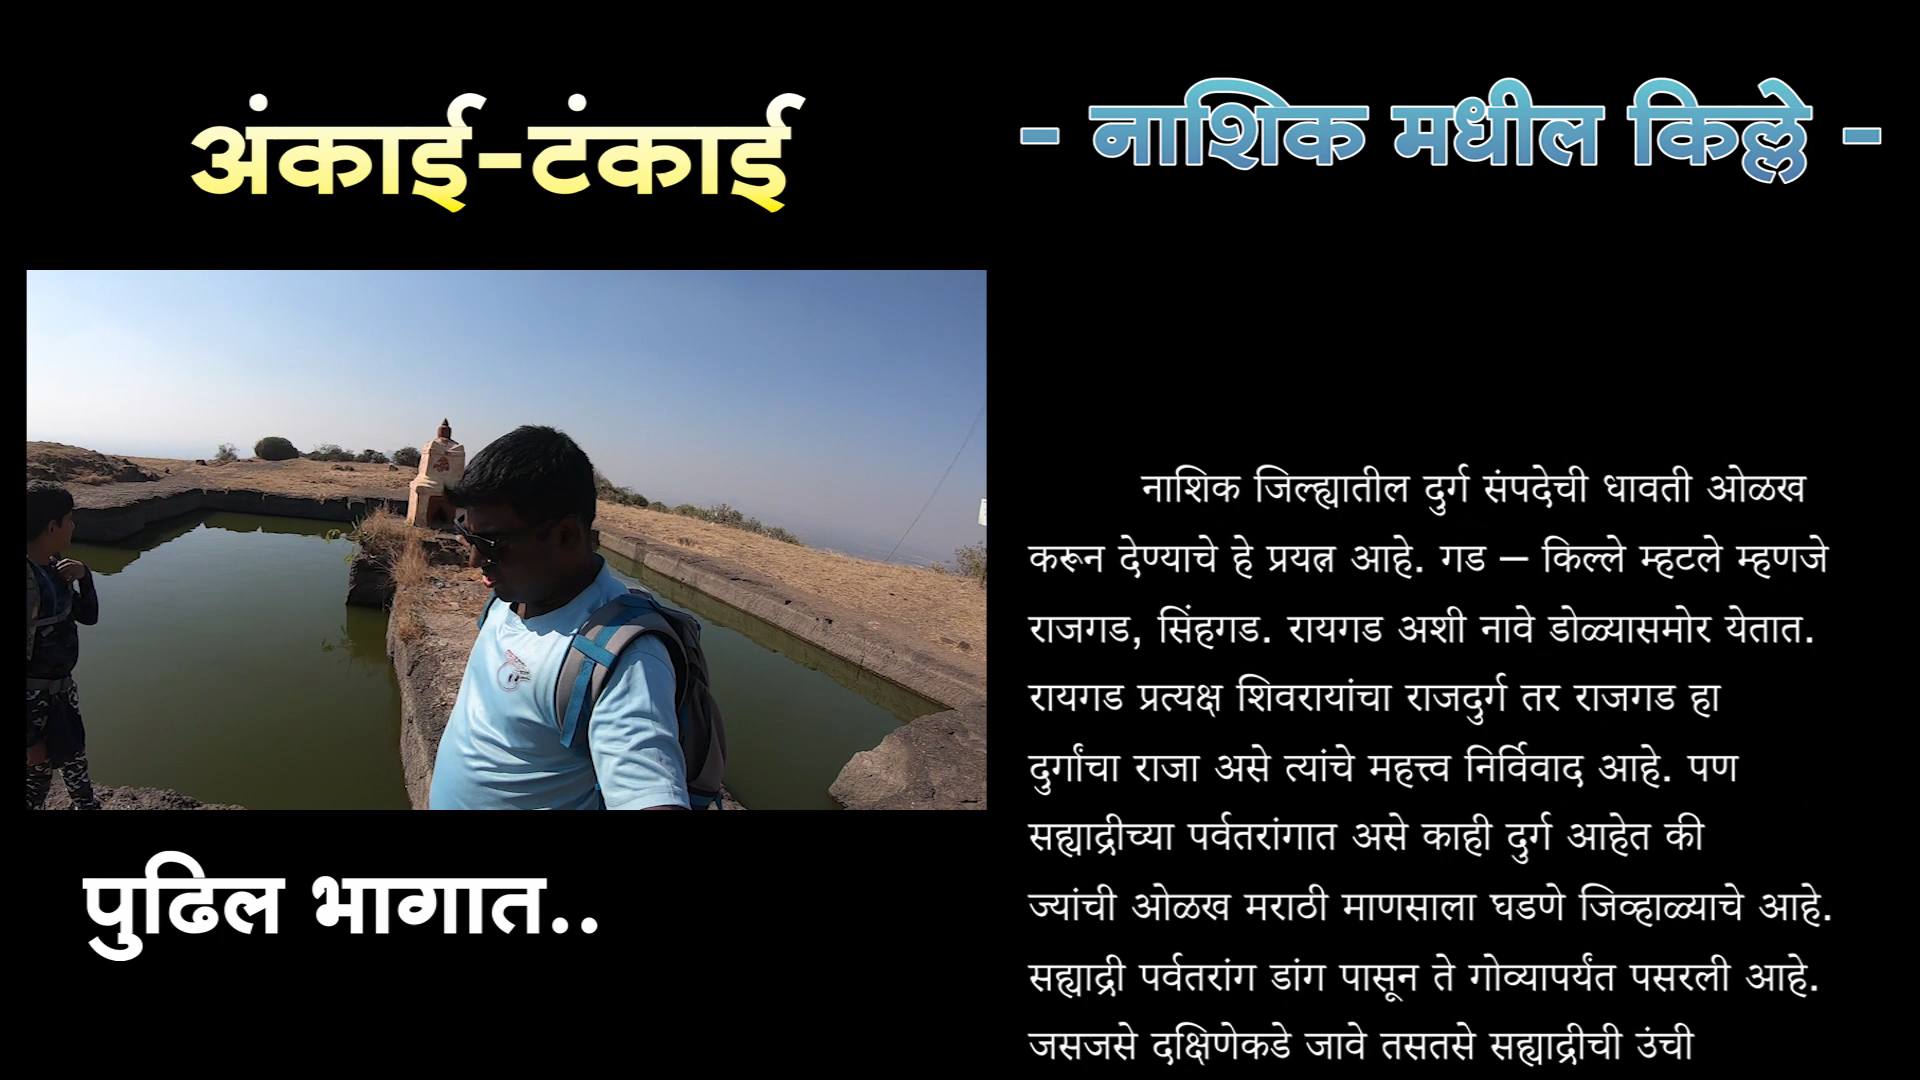 अंकाई-टंकाई
- नाशिक मधील किल्ले -
नाशिक जिल्ह्यातील दुर्ग संपदेची धावती ओळख
करून देण्याचे हे प्रयत्न आहे. गड – किल्ले म्हटले म्हणजे
राजगड, सिंहगड. रायगड अशी नावे डोळ्यासमोर येतात.
रायगड प्रत्यक्ष शिवरायांचा राजदुर्ग तर राजगड हा
दुर्गांचा राजा असे त्यांचे महत्त्व निर्विवाद आहे. पण
सह्याद्रीच्या पर्वतरांगात असे काही दुर्ग आहेत की
ज्यांची ओळख मराठी माणसाला घडणे जिव्हाळ्याचे आहे.
सह्याद्री पर्वतरांग डांग पासून ते गोव्यापर्यंत पसरली आहे.
जसजसे दक्षिणेकडे जावे तसतसे सह्याद्रीची उंची
पुढिल भागात..